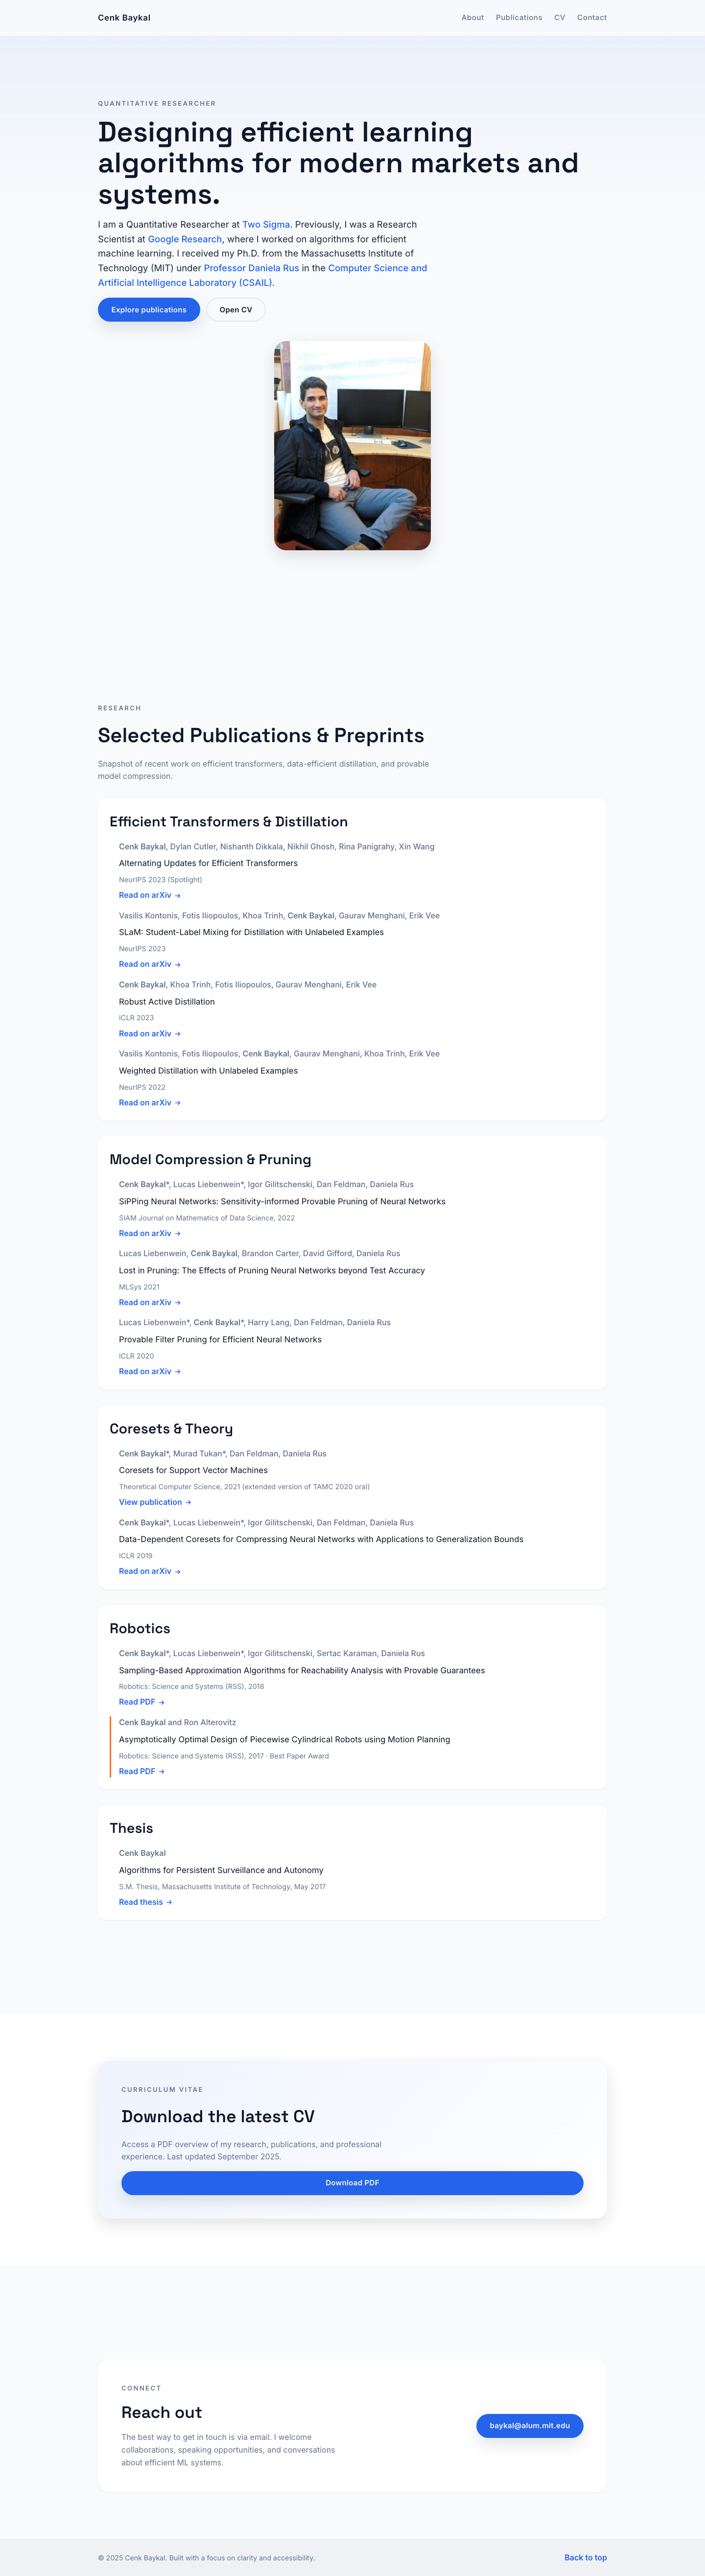 Cenk Baykal
About Publications CV Contact
QUANTITATIVE RESEARCHER
Designing efficient learning
algorithms for modern markets and
systems.
I am a Quantitative Researcher at Two Sigma. Previously, I was a Research
Scientist at Google Research, where I worked on algorithms for efficient
machine learning. I received my Ph.D. from the Massachusetts Institute of
Technology (MIT) under Professor Daniela Rus in the Computer Science and
Artificial Intelligence Laboratory (CSAIL).
Explore publications Open CV
RESEARCH
Selected Publications & Preprints
Snapshot of recent work on efficient transformers, data-efficient distillation, and provable
model compression.
Efficient Transformers & Distillation
Cenk Baykal, Dylan Cutler, Nishanth Dikkala, Nikhil Ghosh, Rina Panigrahy, Xin Wang
Alternating Updates for Efficient Transformers
NeurIPS 2023 (Spotlight)
Read on arXiv →
Vasilis Kontonis, Fotis Iliopoulos, Khoa Trinh, Cenk Baykal, Gaurav Menghani, Erik Vee
SLaM: Student-Label Mixing for Distillation with Unlabeled Examples
NeurIPS 2023
Read on arXiv →
Cenk Baykal, Khoa Trinh, Fotis Iliopoulos, Gaurav Menghani, Erik Vee
Robust Active Distillation
ICLR 2023
Read on arXiv →
Vasilis Kontonis, Fotis Iliopoulos, Cenk Baykal, Gaurav Menghani, Khoa Trinh, Erik Vee
Weighted Distillation with Unlabeled Examples
NeurIPS 2022
Read on arXiv →
Model Compression & Pruning
Cenk Baykal*, Lucas Liebenwein*, Igor Gilitschenski, Dan Feldman, Daniela Rus
SiPPing Neural Networks: Sensitivity-informed Provable Pruning of Neural Networks
SIAM Journal on Mathematics of Data Science, 2022
Read on arXiv →
Lucas Liebenwein, Cenk Baykal, Brandon Carter, David Gifford, Daniela Rus
Lost in Pruning: The Effects of Pruning Neural Networks beyond Test Accuracy
MLSys 2021
Read on arXiv →
Lucas Liebenwein*, Cenk Baykal*, Harry Lang, Dan Feldman, Daniela Rus
Provable Filter Pruning for Efficient Neural Networks
ICLR 2020
Read on arXiv →
Coresets & Theory
Cenk Baykal*, Murad Tukan*, Dan Feldman, Daniela Rus
Coresets for Support Vector Machines
Theoretical Computer Science, 2021 (extended version of TAMC 2020 oral)
View publication →
Cenk Baykal*, Lucas Liebenwein*, Igor Gilitschenski, Dan Feldman, Daniela Rus
Data-Dependent Coresets for Compressing Neural Networks with Applications to Generalization Bounds
ICLR 2019
Read on arXiv →
Robotics
Cenk Baykal*, Lucas Liebenwein*, Igor Gilitschenski, Sertac Karaman, Daniela Rus
Sampling-Based Approximation Algorithms for Reachability Analysis with Provable Guarantees
Robotics: Science and Systems (RSS), 2018
Read PDF →
Cenk Baykal and Ron Alterovitz
Asymptotically Optimal Design of Piecewise Cylindrical Robots using Motion Planning
Robotics: Science and Systems (RSS), 2017 · Best Paper Award
Read PDF →
Thesis
Cenk Baykal
Algorithms for Persistent Surveillance and Autonomy
S.M. Thesis, Massachusetts Institute of Technology, May 2017
Read thesis →
CURRICULUM VITAE
Download the latest CV
Access a PDF overview of my research, publications, and professional
experience. Last updated September 2025.
Download PDF
CONNECT
Reach out
The best way to get in touch is via email. I welcome
collaborations, speaking opportunities, and conversations
about efficient ML systems.
baykal@alum.mit.edu
© 2025 Cenk Baykal. Built with a focus on clarity and accessibility.
Back to top